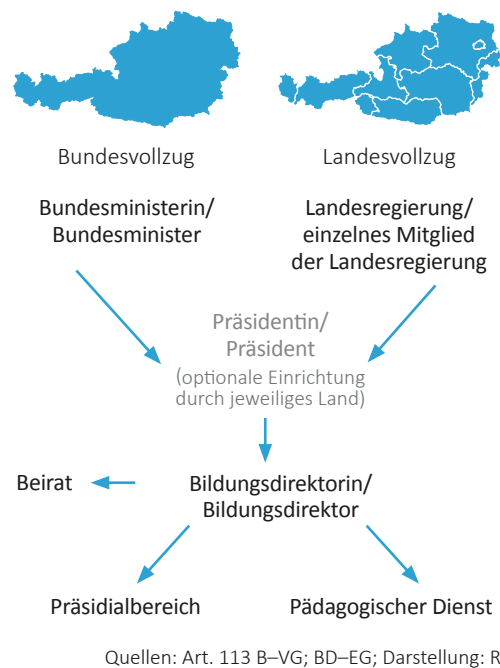 Bundesvollzug
Landesvollzug
Bundesministerin/
Bundesminister
Landesregierung/
einzelnes Mitglied
der Landesregierung
Präsidentin/
Präsident
(optionale Einrichtung
durch jeweiliges Land)
Beirat
Bildungsdirektorin/
Bildungsdirektor
Präsidialbereich
Pädagogischer Dienst
Quellen: Art. 113 B–VG; BD–EG; Darstellung: R